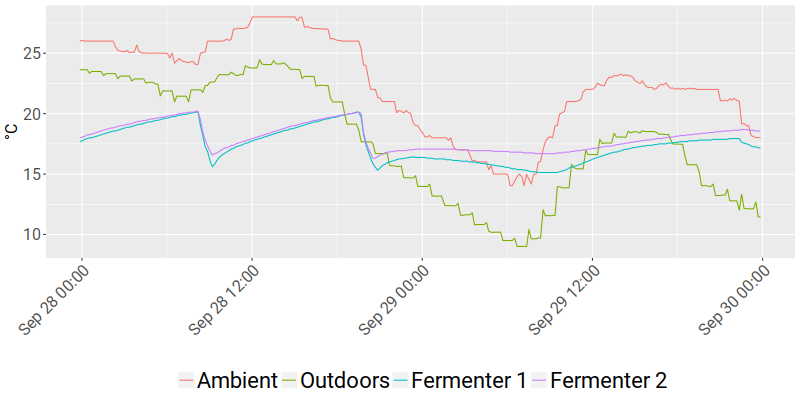 °C
25
20
15
10
Sep 28 00:00
Sep 28 12:00
Sep 29 00:00
Sep 29 12:00
Sep 30 00:00
Ambient Outdoors Fermenter 1 Fermenter 2